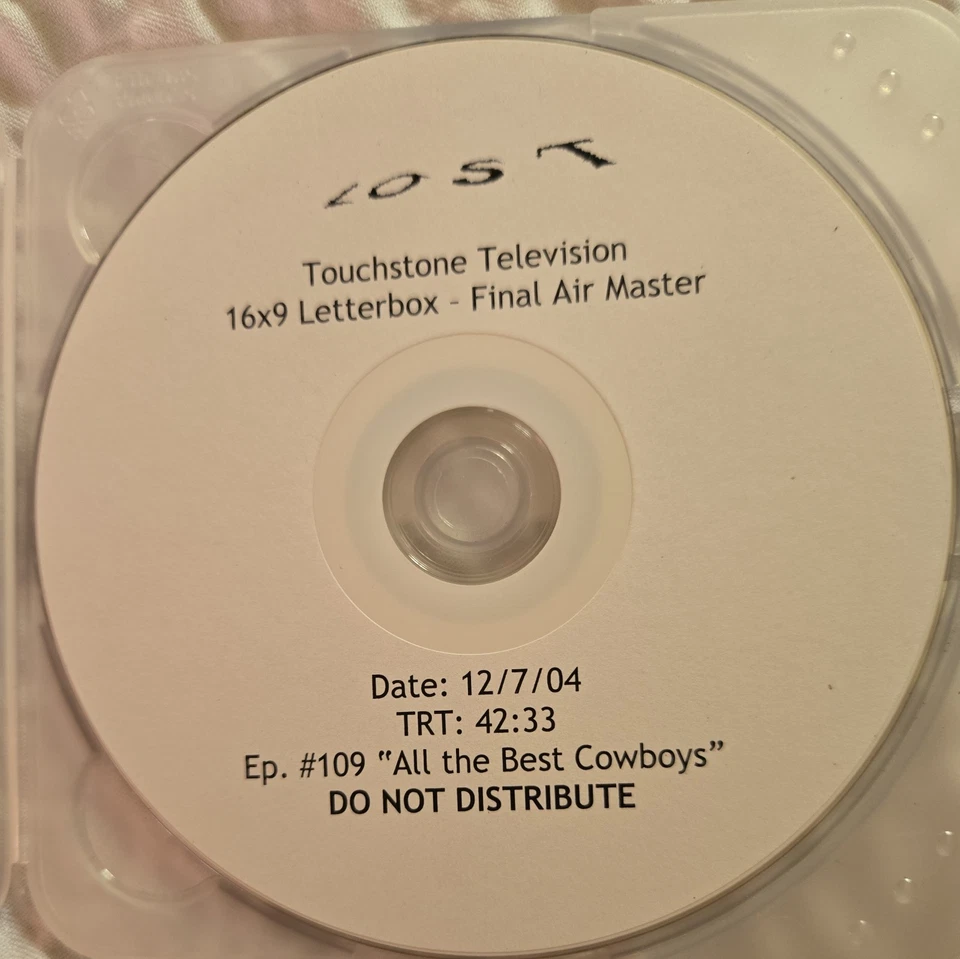 LOST
Touchstone Television
16x9 Letterbox - Final Air Master
Date: 12/7/04
TRT: 42:33
Ep. #109 “All the Best Cowboys”
DO NOT DISTRIBUTE